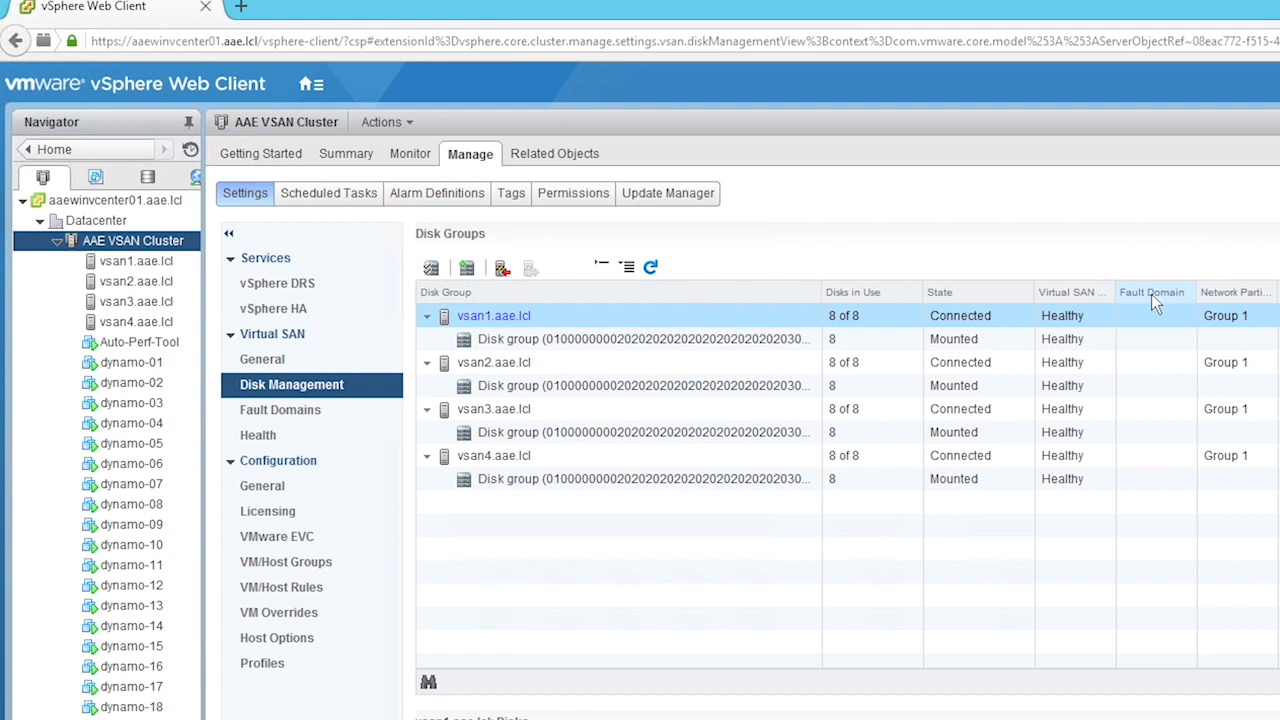 vSphere Web Client
https://aaewinvcenter01.aae.lcl/vsphere-client/?csp#extensionId%3Dvsphere.core.cluster.manage.settings.vsan.diskManagementView%3Bcontext%3Dcom.vmware.core.model%253A%253AServerObjectRef~08eac772-f515-4
vmware® vSphere Web Client
Navigator
AAE VSAN Cluster Actions
Home
Getting Started Summary Monitor Manage Related Objects
Settings Scheduled Tasks Alarm Definitions Tags Permissions Update Manager
aaewinvcenter01.aae.lcl
Datacenter
AAE VSAN Cluster
vsan1.aae.lcl
vsan2.aae.lcl
vsan3.aae.lcl
vsan4.aae.lcl
Auto-Perf-Tool
dynamo-01
dynamo-02
dynamo-03
dynamo-04
dynamo-05
dynamo-06
dynamo-07
dynamo-08
dynamo-09
dynamo-10
dynamo-11
dynamo-12
dynamo-13
dynamo-14
dynamo-15
dynamo-16
dynamo-17
dynamo-18
Services
vSphere DRS
vSphere HA
Virtual SAN
General
Disk Management
Fault Domains
Health
Configuration
General
Licensing
VMware EVC
VM/Host Groups
VM/Host Rules
VM Overrides
Host Options
Profiles
Disk Groups
Disk Group Disks in Use State Virtual SAN ... Fault Domain Network Parti...
vsan1.aae.lcl 8 of 8 Connected Healthy Group 1
Disk group (0100000000202020202020202020202020202030... 8 Mounted Healthy
vsan2.aae.lcl 8 of 8 Connected Healthy Group 1
Disk group (0100000000202020202020202020202020202030... 8 Mounted Healthy
vsan3.aae.lcl 8 of 8 Connected Healthy Group 1
Disk group (0100000000202020202020202020202020202030... 8 Mounted Healthy
vsan4.aae.lcl 8 of 8 Connected Healthy Group 1
Disk group (0100000000202020202020202020202020202030... 8 Mounted Healthy